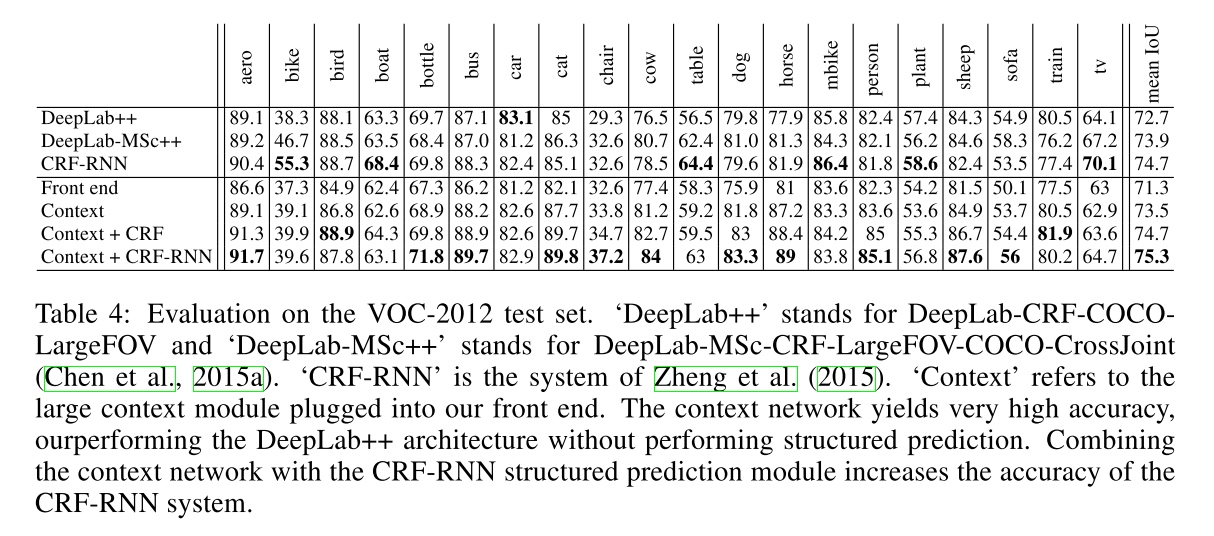 aero bike bird boat bottle bus car cat chair cow table dog horse mbike person plant sheep sofa train tv mean IoU
DeepLab++ 89.1 38.3 88.1 63.3 69.7 87.1 83.1 85 29.3 76.5 56.5 79.8 77.9 85.8 82.4 57.4 84.3 54.9 80.5 64.1 72.7
DeepLab-MSc++ 89.2 46.7 88.5 63.5 68.4 87.0 81.2 86.3 32.6 80.7 62.4 81.0 81.3 84.3 82.1 56.2 84.6 58.3 76.2 67.2 73.9
CRF-RNN 90.4 55.3 88.7 68.4 69.8 88.3 82.4 85.1 32.6 78.5 64.4 79.6 81.9 86.4 81.8 58.6 82.4 53.5 77.4 70.1 74.7
Front end 86.6 37.3 84.9 62.4 67.3 86.2 81.2 82.1 32.6 77.4 58.3 75.9 81 83.6 82.3 54.2 81.5 50.1 77.5 63 71.3
Context 89.1 39.1 86.8 62.6 68.9 88.2 82.6 87.7 33.8 81.2 59.2 81.8 87.2 83.3 83.6 53.6 84.9 53.7 80.5 62.9 73.5
Context + CRF 91.3 39.9 88.9 64.3 69.8 88.9 82.6 89.7 34.7 82.7 59.5 83 88.4 84.2 85 55.3 86.7 54.4 81.9 63.6 74.7
Context + CRF-RNN 91.7 39.6 87.8 63.1 71.8 89.7 82.9 89.8 37.2 84 63 83.3 89 83.8 85.1 56.8 87.6 56 80.2 64.7 75.3
Table 4: Evaluation on the VOC-2012 test set. ‘DeepLab++’ stands for DeepLab-CRF-COCO-
LargeFOV and ‘DeepLab-MSc++’ stands for DeepLab-MSc-CRF-LargeFOV-COCO-CrossJoint
(Chen et al., 2015a). ‘CRF-RNN’ is the system of Zheng et al. (2015). ‘Context’ refers to the
large context module plugged into our front end. The context network yields very high accuracy,
ourperforming the DeepLab++ architecture without performing structured prediction. Combining
the context network with the CRF-RNN structured prediction module increases the accuracy of the
CRF-RNN system.